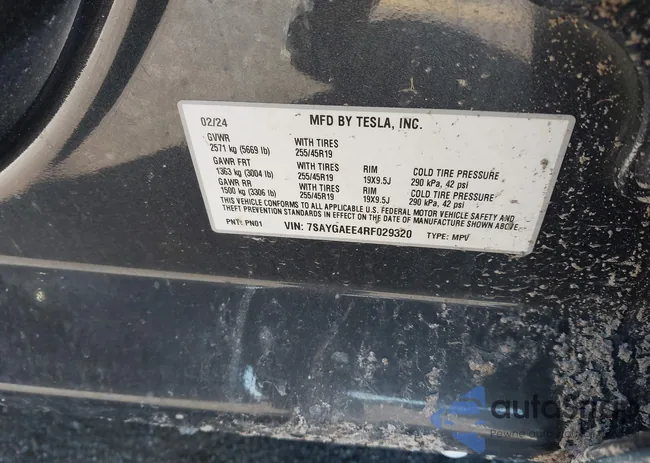 02/24 MFD BY TESLA, INC.
GVWR
2571 kg (5669 lb) WITH TIRES 255/45R19
GAWR FRT
1363 kg (3004 lb) WITH TIRES 255/45R19 RIM 19X9.5J COLD TIRE PRESSURE 290 kPa, 42 psi
GAWR RR
1500 kg (3306 lb) WITH TIRES 255/45R19 RIM 19X9.5J COLD TIRE PRESSURE 290 kPa, 42 psi
THIS VEHICLE CONFORMS TO ALL APPLICABLE U.S. FEDERAL MOTOR VEHICLE SAFETY AND
THEFT PREVENTION STANDARDS IN EFFECT ON THE DATE OF MANUFACTURE SHOWN ABOVE
PNT: PN01 VIN: 7SAYGAEE4RF029320 TYPE: MPV